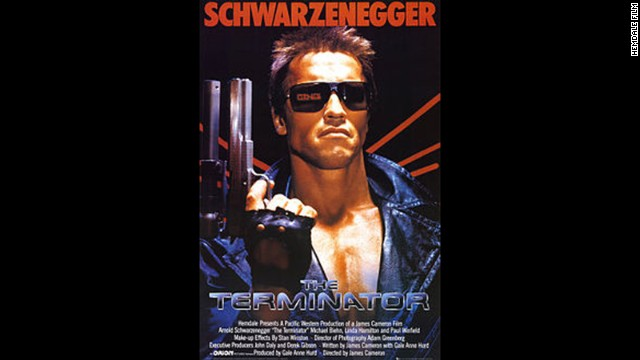 SCHWARZENEGGER
THE
TERMINATOR
Hemdale Presents A Pacific Western Production of a James Cameron Film
Arnold Schwarzenegger "The Terminator" Michael Biehn, Linda Hamilton and Paul Winfield
Make-up Effects By Stan Winston · Director of Photography Adam Greenberg
Executive Producers John Daly and Derek Gibson · Written by James Cameron with Gale Anne Hurd
ORION Produced by Gale Anne Hurd · Directed by James Cameron
HEMDALE FILM